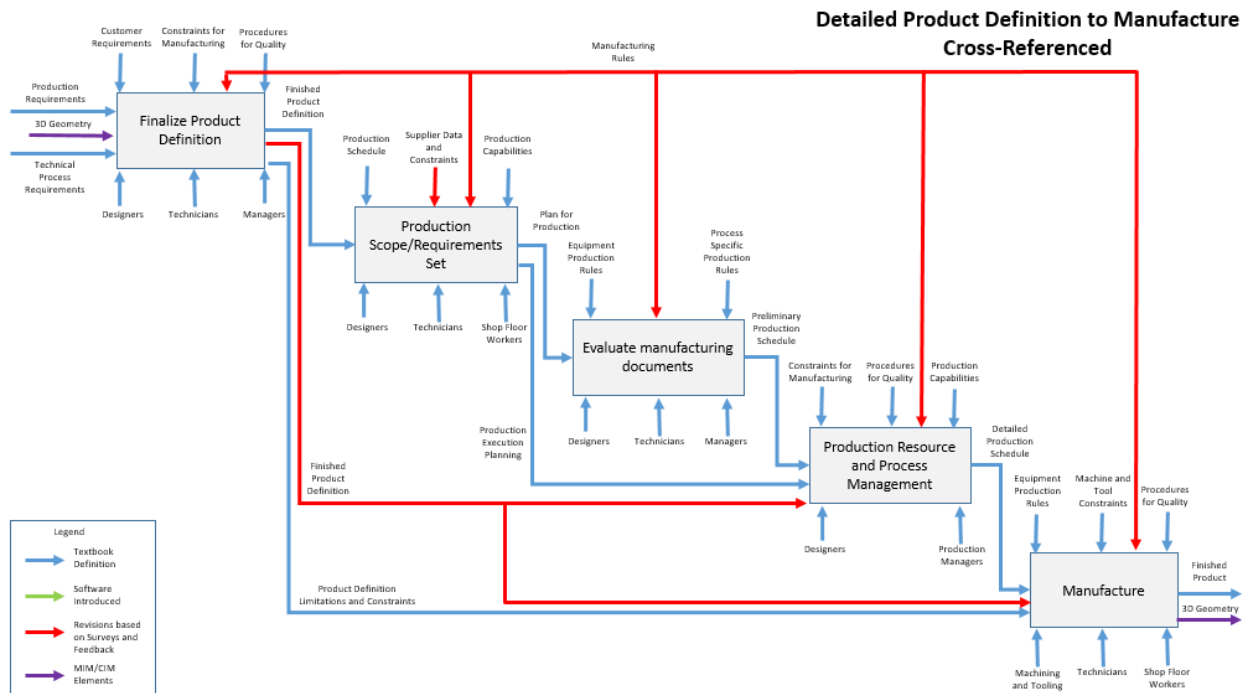 Detailed Product Definition to Manufacture
Cross-Referenced
Customer
Requirements
Constraints for
Manufacturing
Procedures
for Quality
Manufacturing
Rules
Production
Requirements
3D Geometry
Technical
Process
Requirements
Finalize Product
Definition
Finished
Product
Definition
Designers
Technicians
Managers
Production
Schedule
Supplier Data
and
Constraints
Production
Capabilities
Production
Scope/Requirements
Set
Plan for
Production
Designers
Technicians
Shop Floor
Workers
Equipment
Production
Rules
Process
Specific
Production
Rules
Evaluate manufacturing
documents
Preliminary
Production
Schedule
Designers
Technicians
Managers
Production
Execution
Planning
Constraints for
Manufacturing
Procedures
for Quality
Production
Capabilities
Production Resource
and Process
Management
Detailed
Production
Schedule
Designers
Production
Managers
Finished
Product
Definition
Product Definition
Limitations and Constraints
Equipment
Production
Rules
Machine and
Tool
Constraints
Procedures
for Quality
Manufacture
Finished
Product
3D Geometry
Machining
and Tooling
Technicians
Shop Floor
Workers
Legend
Textbook
Definition
Software
Introduced
Revisions based
on Surveys and
Feedback
MIM/CIM
Elements